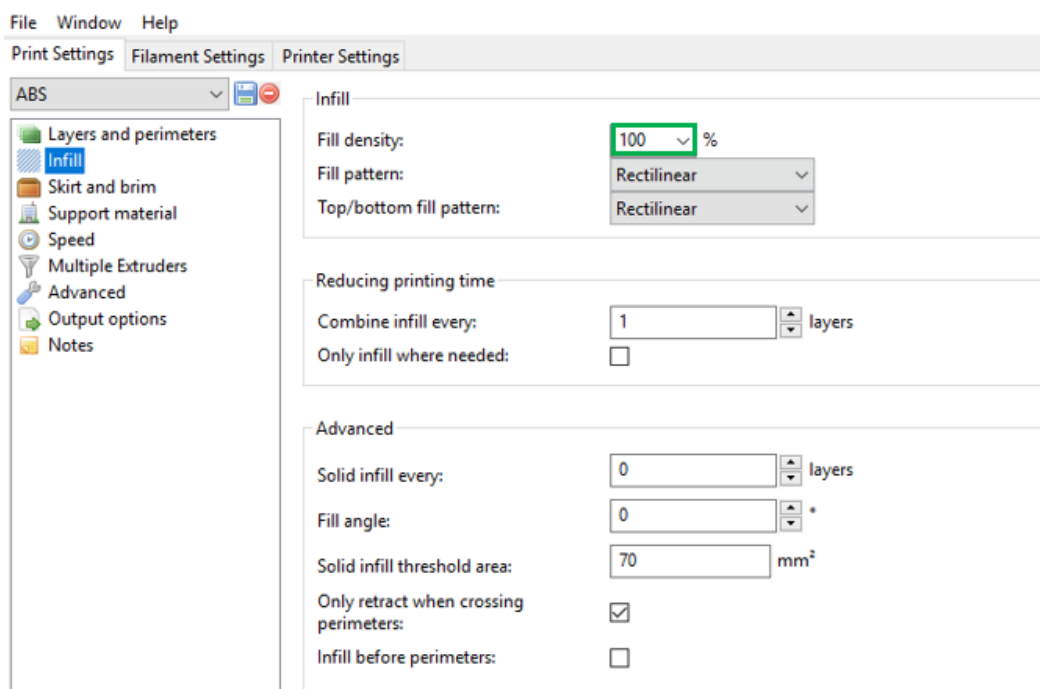 File Window Help
Print Settings Filament Settings Printer Settings
ABS
Layers and perimeters
Infill
Skirt and brim
Support material
Speed
Multiple Extruders
Advanced
Output options
Notes
Infill
Fill density: 100 %
Fill pattern: Rectilinear
Top/bottom fill pattern: Rectilinear
Reducing printing time
Combine infill every: 1 layers
Only infill where needed:
Advanced
Solid infill every: 0 layers
Fill angle: 0 °
Solid infill threshold area: 70 mm²
Only retract when crossing
perimeters:
Infill before perimeters: